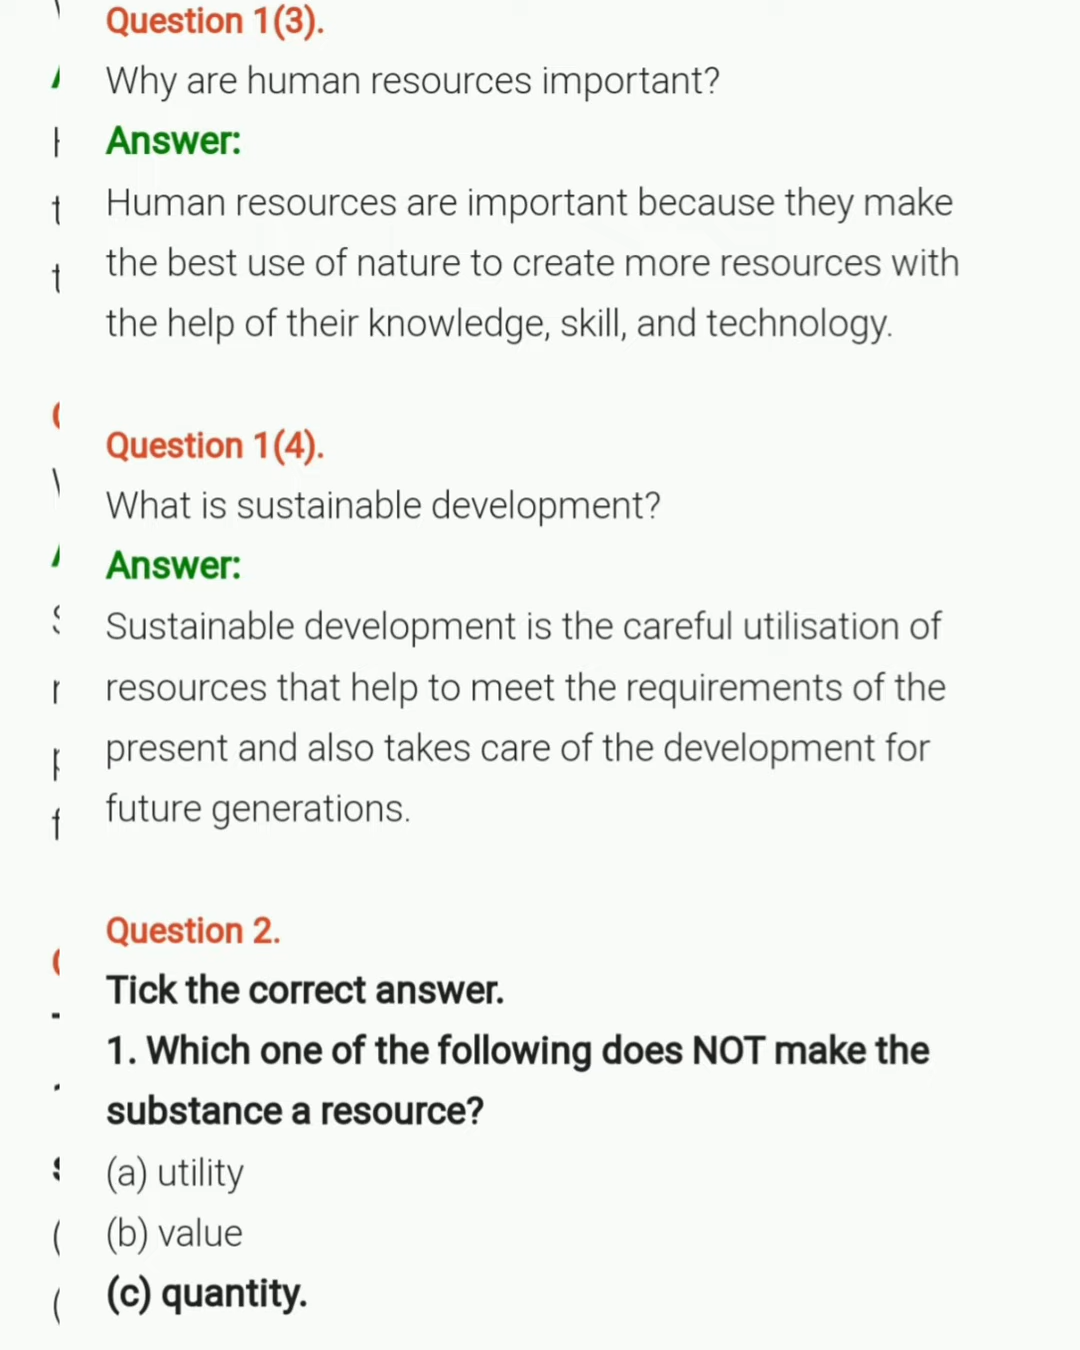 Question 1(3).
Why are human resources important?
Answer:
Human resources are important because they make
the best use of nature to create more resources with
the help of their knowledge, skill, and technology.
Question 1(4).
What is sustainable development?
Answer:
Sustainable development is the careful utilisation of
resources that help to meet the requirements of the
present and also takes care of the development for
future generations.
Question 2.
Tick the correct answer.
1. Which one of the following does NOT make the
substance a resource?
(a) utility
(b) value
(c) quantity.